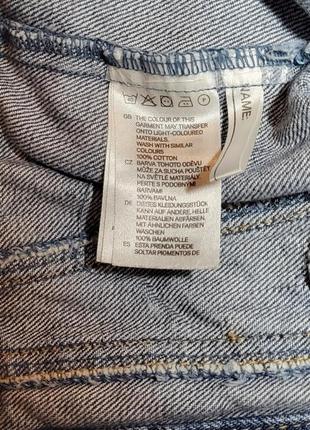 GB THE COLOUR OF THIS
GARMENT MAY TRANSFER
ONTO LIGHT-COLOURED
MATERIALS.
WASH WITH SIMILAR
COLOURS
100% COTTON
CZ BARVA TOHOTO ODĚVU
MŮŽE ZA SUCHA POUŠTĚT
NA SVĚTLÉ MATERIÁLY.
PERTE S PODOBNÝMI
BARVAMI
100% BAVLNA
DE DIESES KLEIDUNGSSTÜCK
KANN AUF ANDERE, HELLE
MATERIALIEN ABFÄRBEN,
MIT ÄHNLICHEN FARBEN
WASCHEN
100% BAUMWOLLE
ES ESTA PRENDA PUEDE
SOLTAR PIGMENTOS DE
NAME: